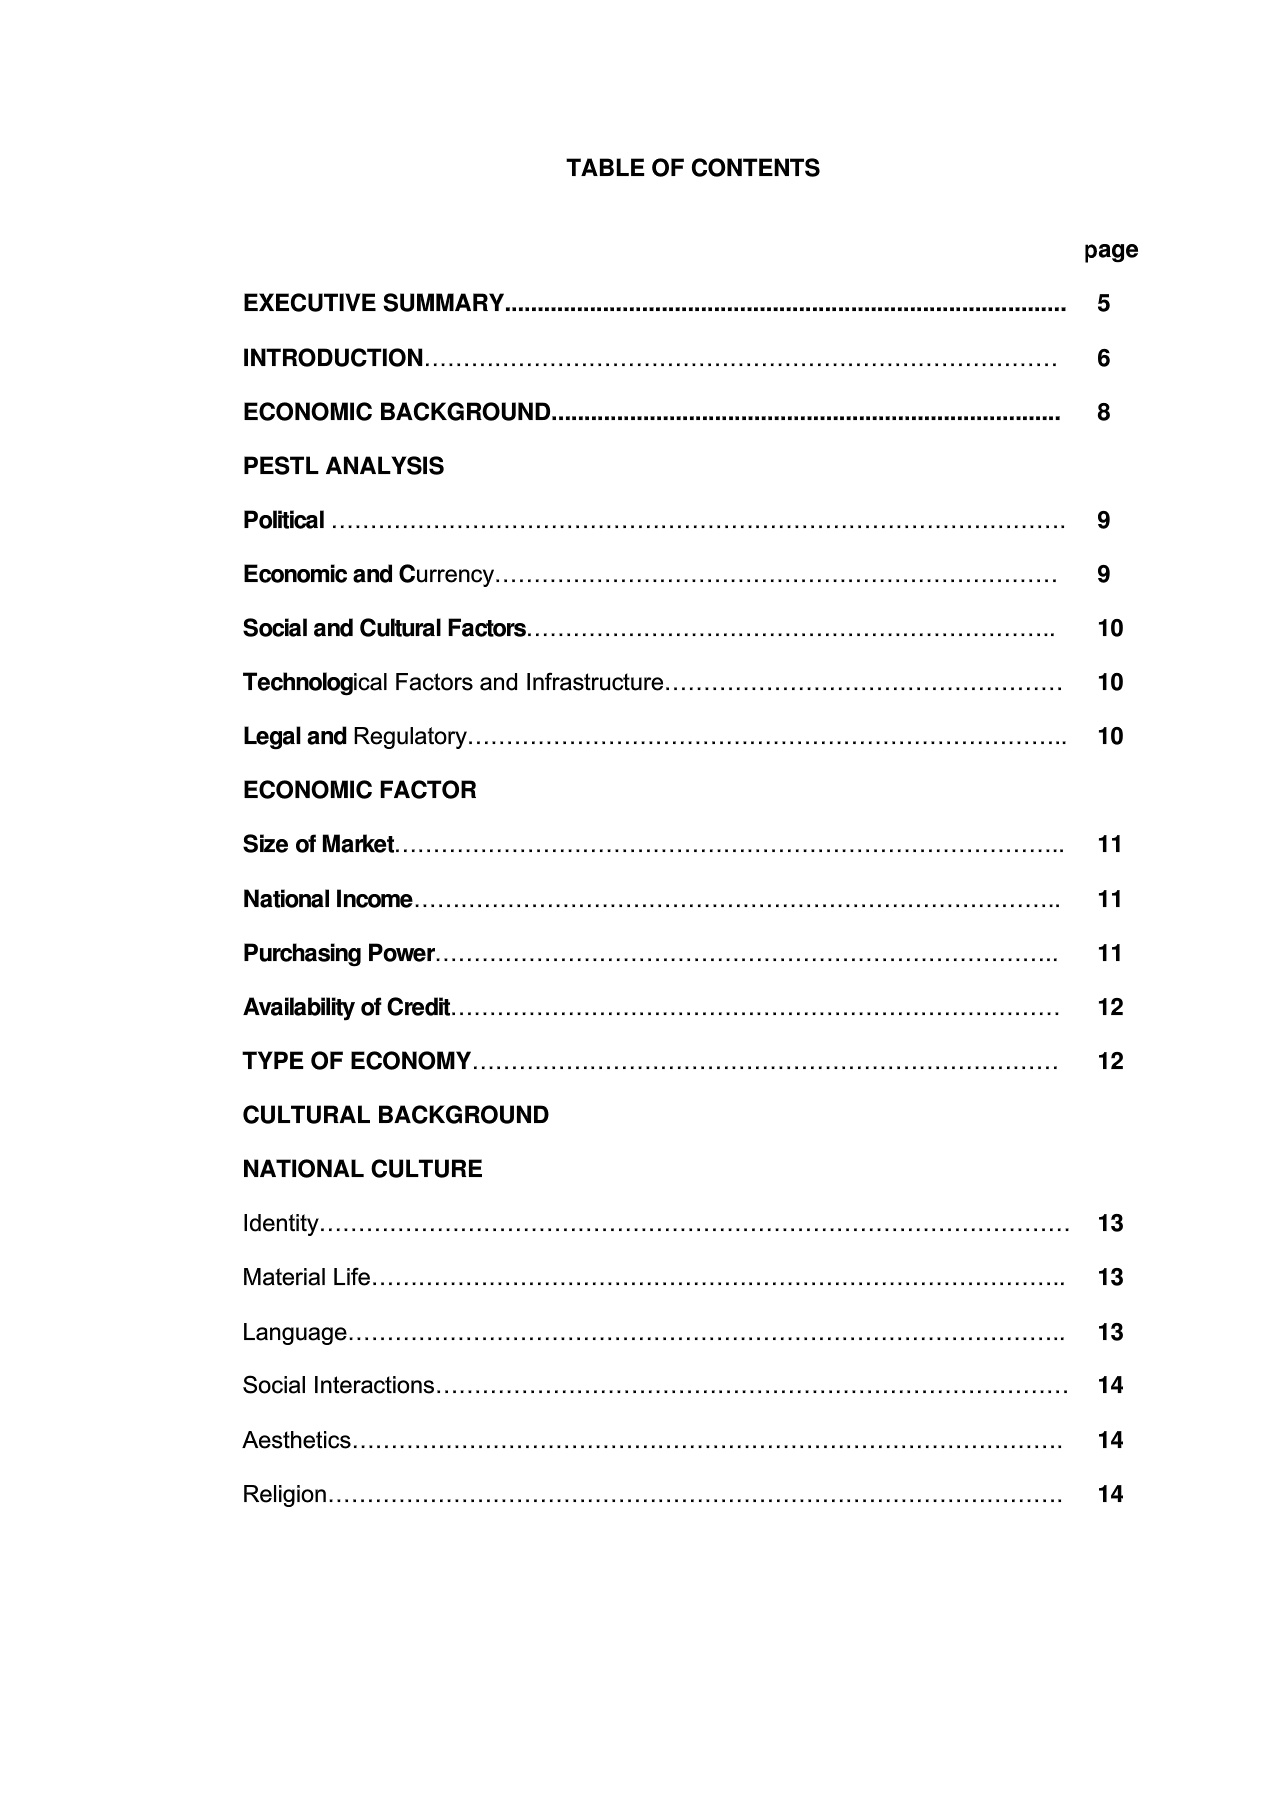 TABLE OF CONTENTS
page
EXECUTIVE SUMMARY...................................................................................... 5
INTRODUCTION……………………………………………………………………… 6
ECONOMIC BACKGROUND.............................................................................. 8
PESTL ANALYSIS
Political …………………………………………………………………………………. 9
Economic and Currency……………………………………………………………… 9
Social and Cultural Factors………………………………………………………….. 10
Technological Factors and Infrastructure…………………………………………… 10
Legal and Regulatory………………………………………………………………….. 10
ECONOMIC FACTOR
Size of Market………………………………………………………………………….. 11
National Income……………………………………………………………………….. 11
Purchasing Power…………………………………………………………………….. 11
Availability of Credit…………………………………………………………………… 12
TYPE OF ECONOMY………………………………………………………………… 12
CULTURAL BACKGROUND
NATIONAL CULTURE
Identity…………………………………………………………………………………… 13
Material Life…………………………………………………………………………….. 13
Language……………………………………………………………………………….. 13
Social Interactions……………………………………………………………………… 14
Aesthetics………………………………………………………………………………. 14
Religion…………………………………………………………………………………. 14